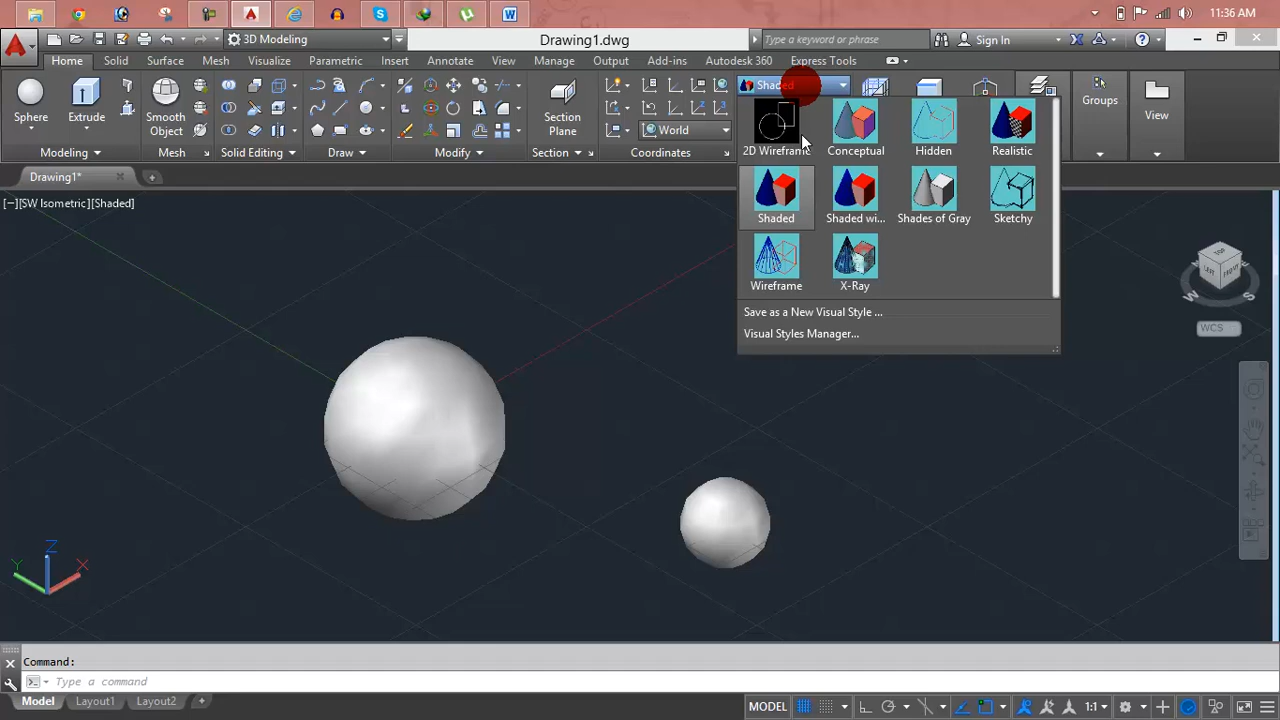 11:36 AM
3D Modeling
Drawing1.dwg
Type a keyword or phrase
Sign In
Home Solid Surface Mesh Visualize Parametric Insert Annotate View Manage Output Add-ins Autodesk 360 Express Tools
Shaded
Sphere
Extrude
Smooth Object
Section Plane
World
Groups
View
Modeling
Mesh
Solid Editing
Draw
Modify
Section
Coordinates
2D Wireframe
Conceptual
Hidden
Realistic
Shaded
Shaded wi...
Shades of Gray
Sketchy
Wireframe
X-Ray
Save as a New Visual Style ...
Visual Styles Manager...
Drawing1*
[−][SW Isometric][Shaded]
TOP
LEFT
FRONT
W
S
WCS
Z
Y
X
Command:
Type a command
Model Layout1 Layout2
MODEL
1:1